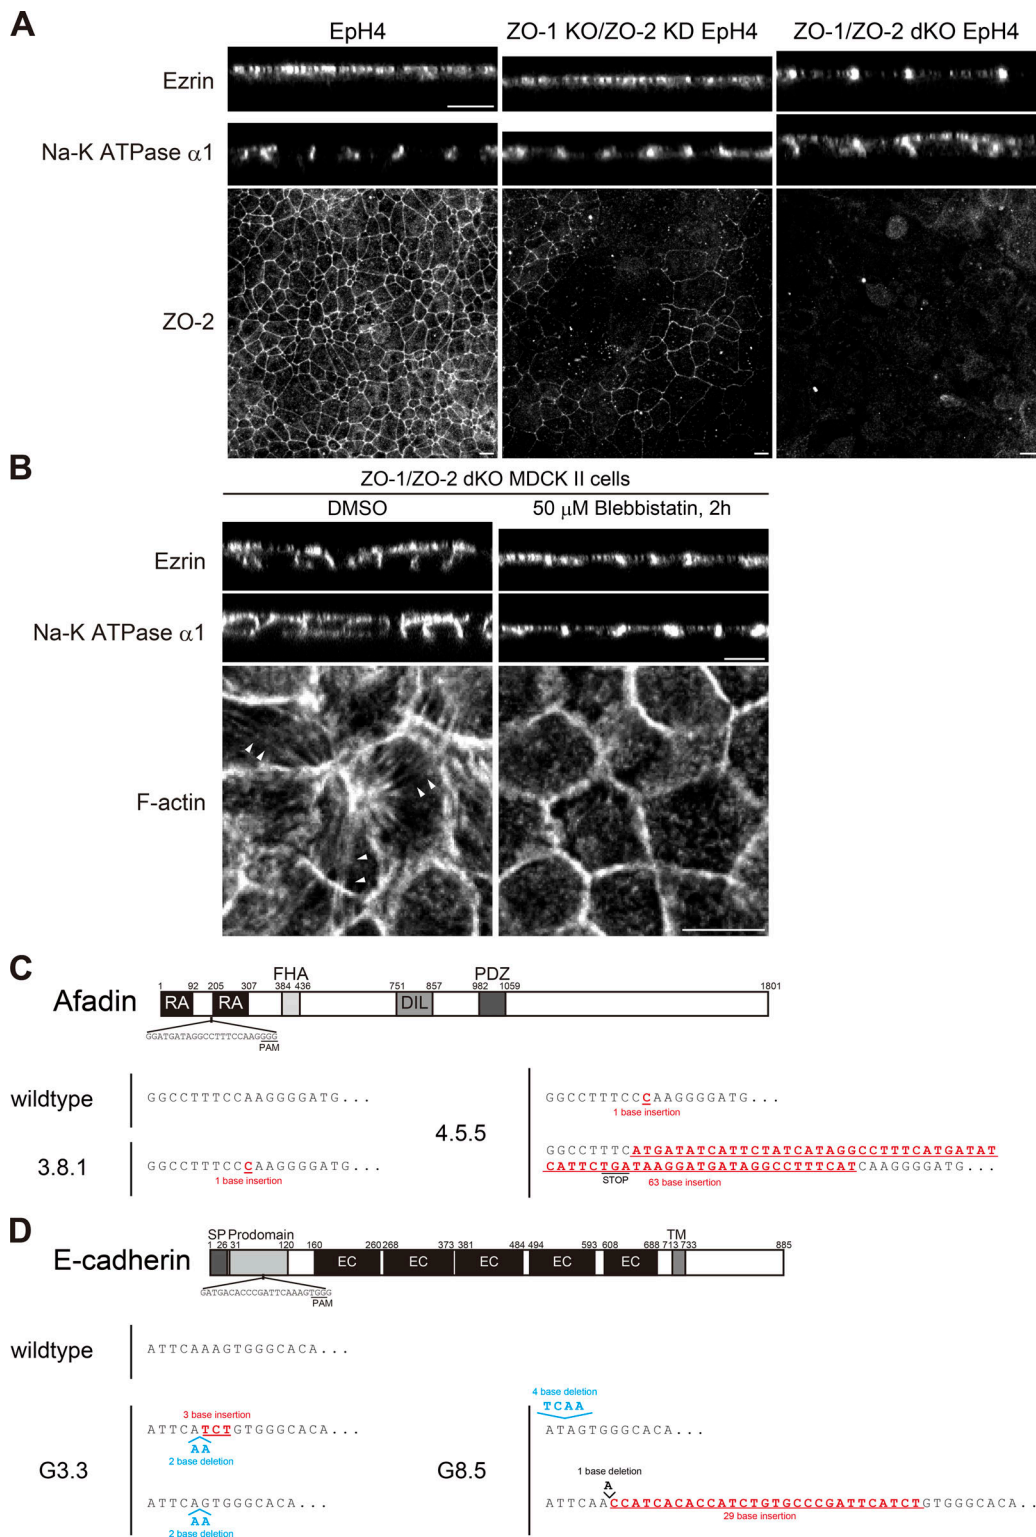 A
EpH4
ZO-1 KO/ZO-2 KD EpH4
ZO-1/ZO-2 dKO EpH4
Ezrin
Na-K ATPase α1
ZO-2
B
ZO-1/ZO-2 dKO MDCK II cells
DMSO
50 μM Blebbistatin, 2h
Ezrin
Na-K ATPase α1
F-actin
C
Afadin
FHA
PDZ
1 92 205 307 384 436 751 857 982 1059 1801
RA RA DIL
GGATGATAGGCCTTTCCAAGGGG
PAM
wildtype
GGCCTTTCCAAGGGGATG...
3.8.1
GGCCTTTCCCAAGGGGATG...
1 base insertion
4.5.5
GGCCTTTCCCAAGGGGATG...
1 base insertion
GGCCTTTCATGATATCATTCTATCATAGGCCTTTCATGATAT
CATTCTGATAAGGATGATAGGCCTTTCATCAAGGGGATG...
STOP
63 base insertion
D
E-cadherin
SP Prodomain TM
1 26 31 120 160 260 268 373 381 484 494 593 608 688 713 733 885
EC EC EC EC EC
GATGACACCCGATTCAAAGTGGG
PAM
wildtype
ATTCAAAGTGGGCACA...
G3.3
3 base insertion
ATTCATCTGTGGGCACA...
AA
2 base deletion
ATTCAGTGGGCACA...
AA
2 base deletion
G8.5
4 base deletion
TCAA
ATAGTGGGCACA...
1 base deletion
A
ATTCAACCATCACACCATCTGTGCCCGATTCATCTGTGGGCACA...
29 base insertion